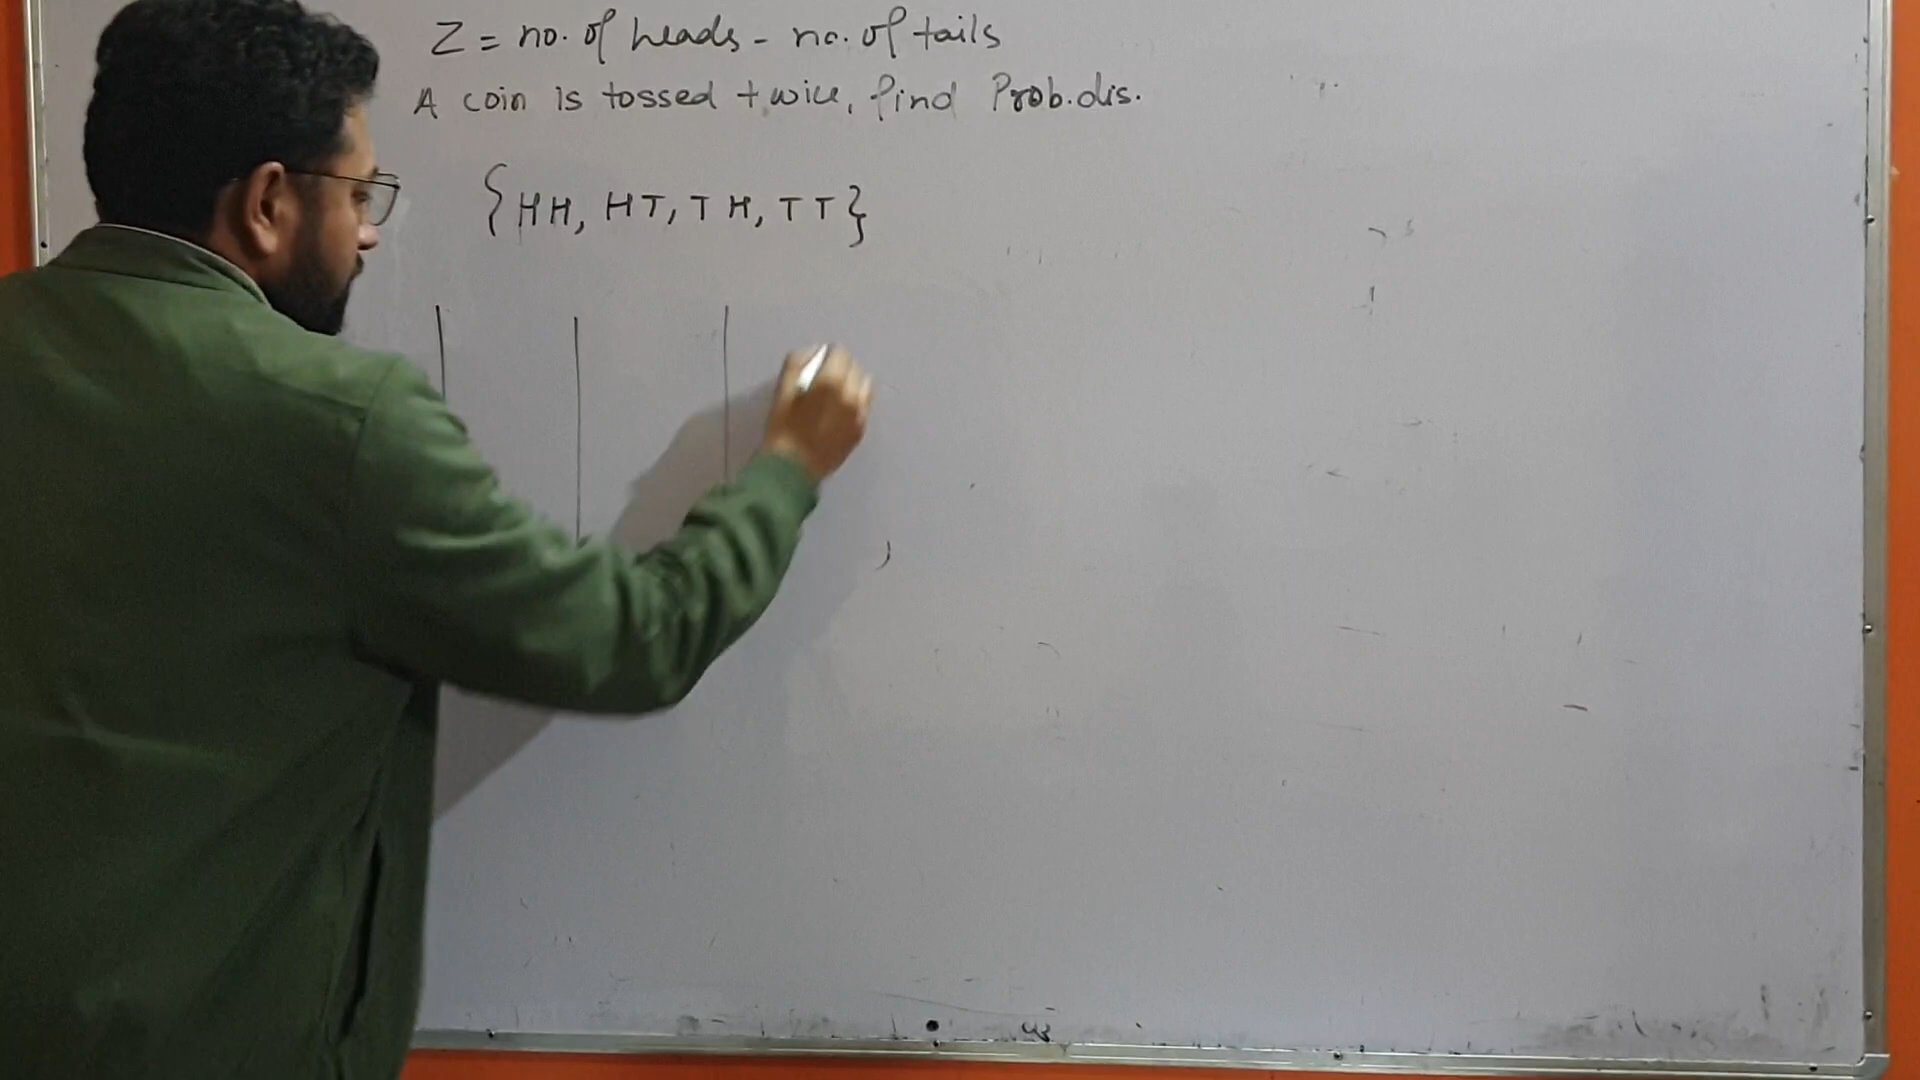 Z = no. of heads - no. of tails
A coin is tossed twice, find Prob. dis.
{HH, HT, TH, TT}